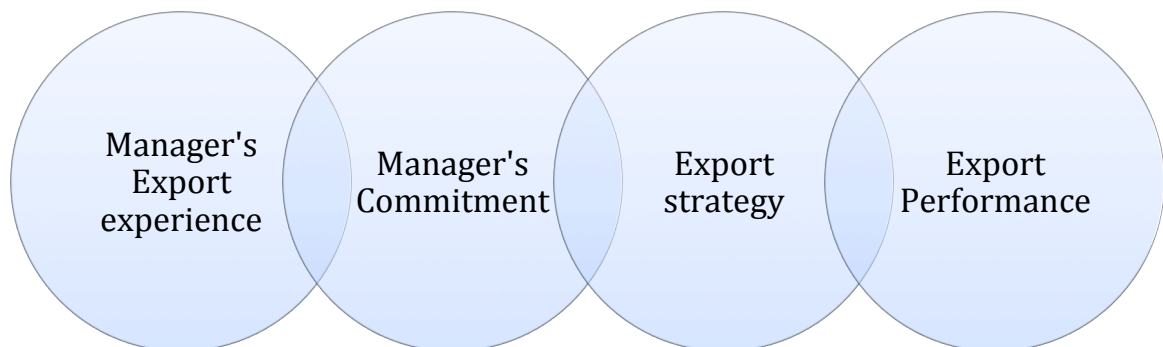 Manager's
Export
experience
Manager's
Commitment
Export
strategy
Export
Performance